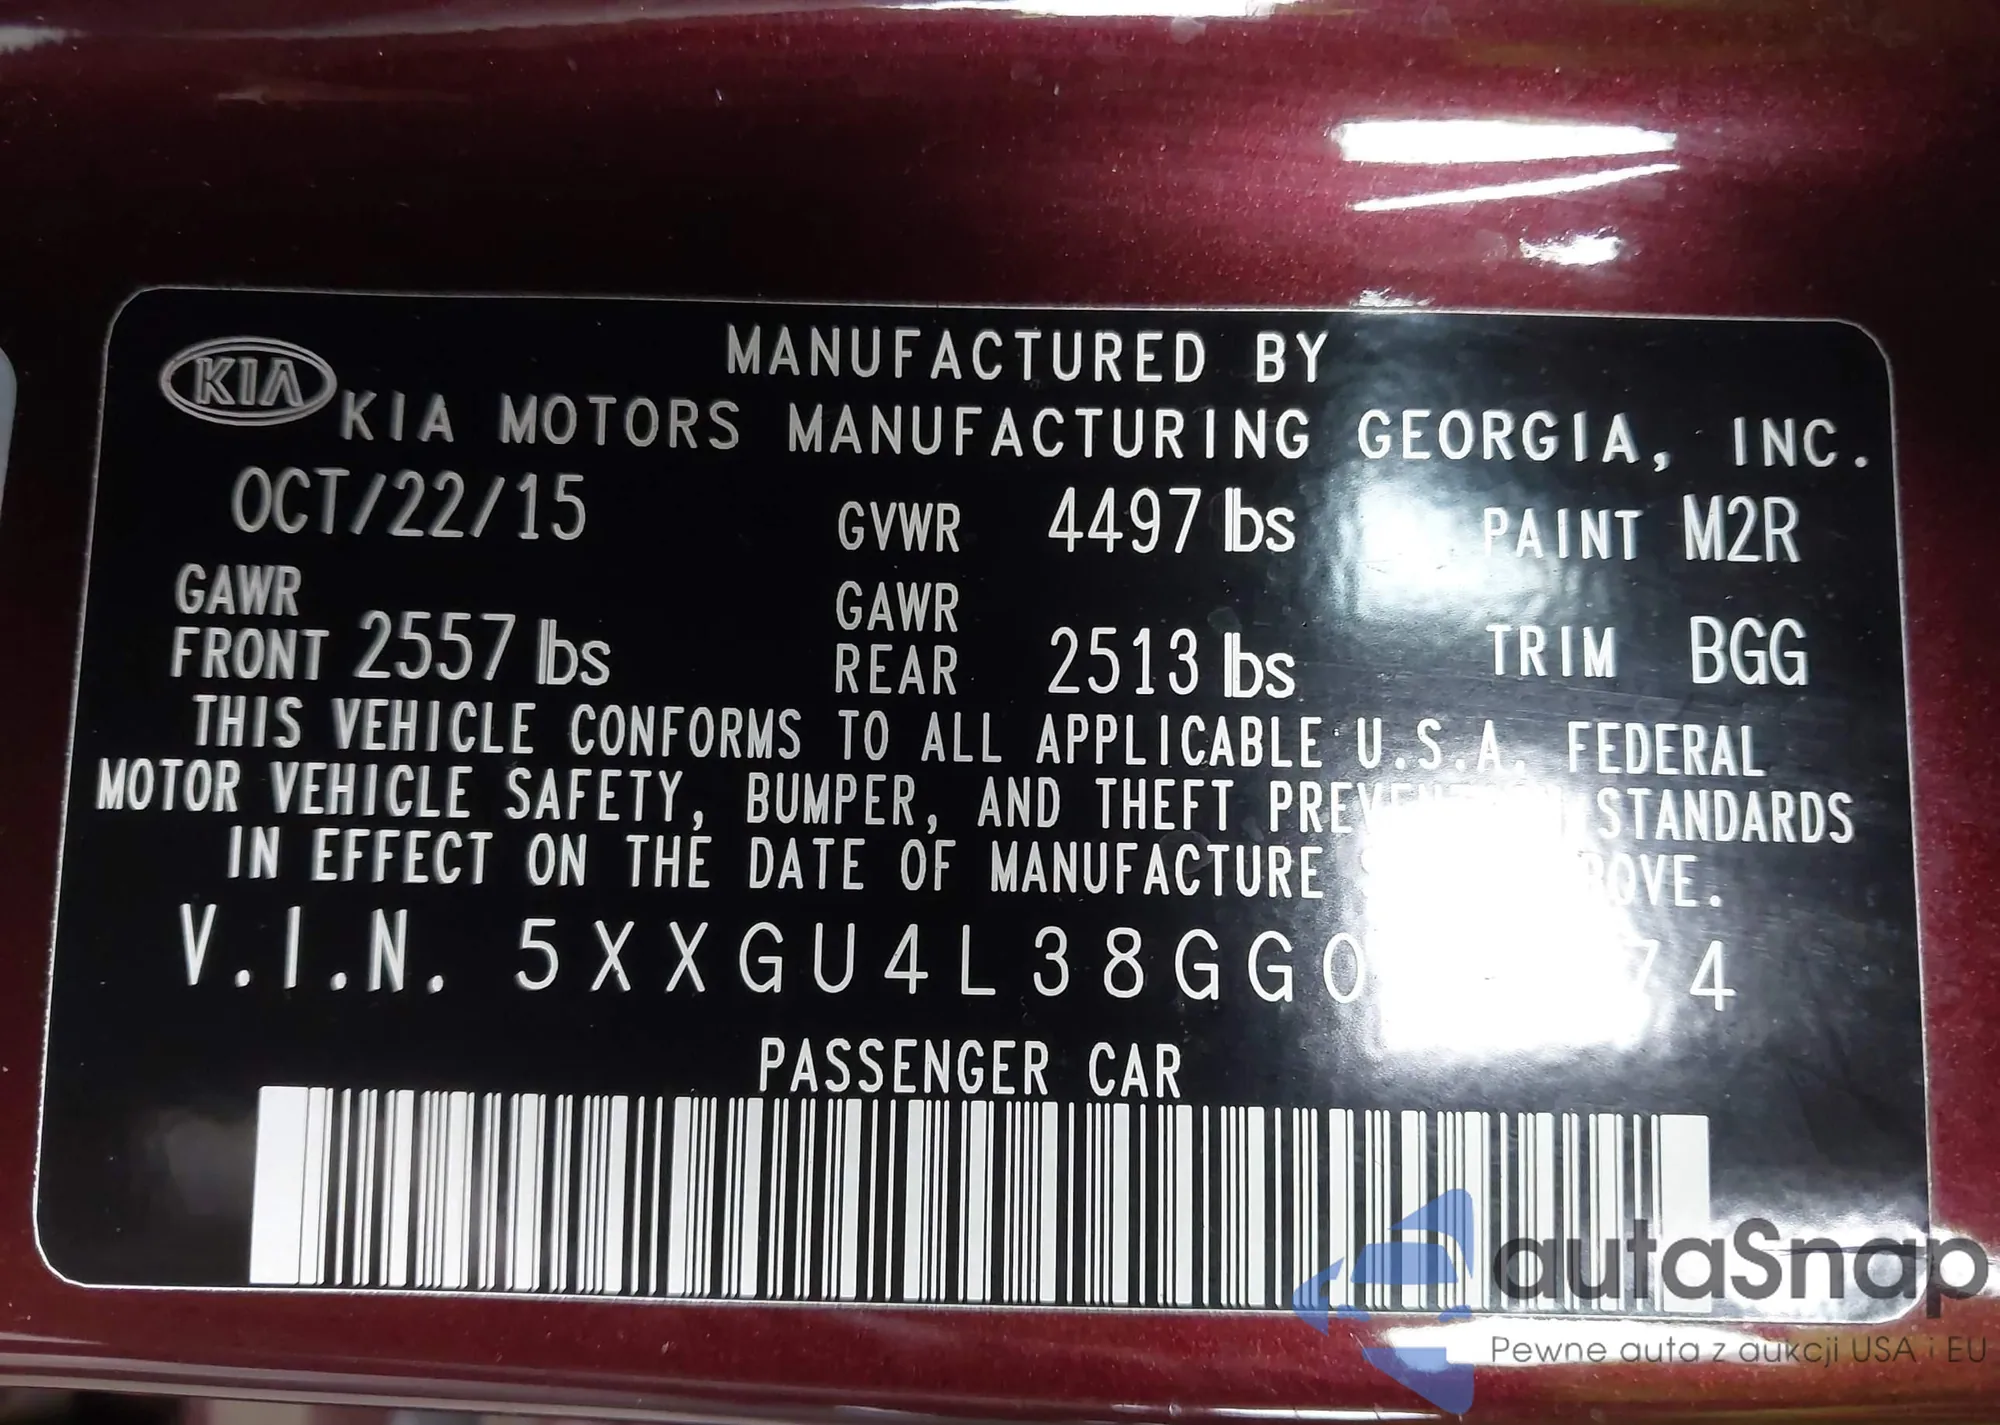 MANUFACTURED BY
KIA KIA MOTORS MANUFACTURING GEORGIA, INC.
OCT/22/15 GVWR 4497 lbs PAINT M2R
GAWR FRONT 2557 lbs GAWR REAR 2513 lbs TRIM BGG
THIS VEHICLE CONFORMS TO ALL APPLICABLE U.S.A. FEDERAL
MOTOR VEHICLE SAFETY, BUMPER, AND THEFT STANDARDS
IN EFFECT ON THE DATE OF MANUFACTURE
V.I.N.
PASSENGER CAR
autaSnap
Pewne auta z aukcji USA i EU